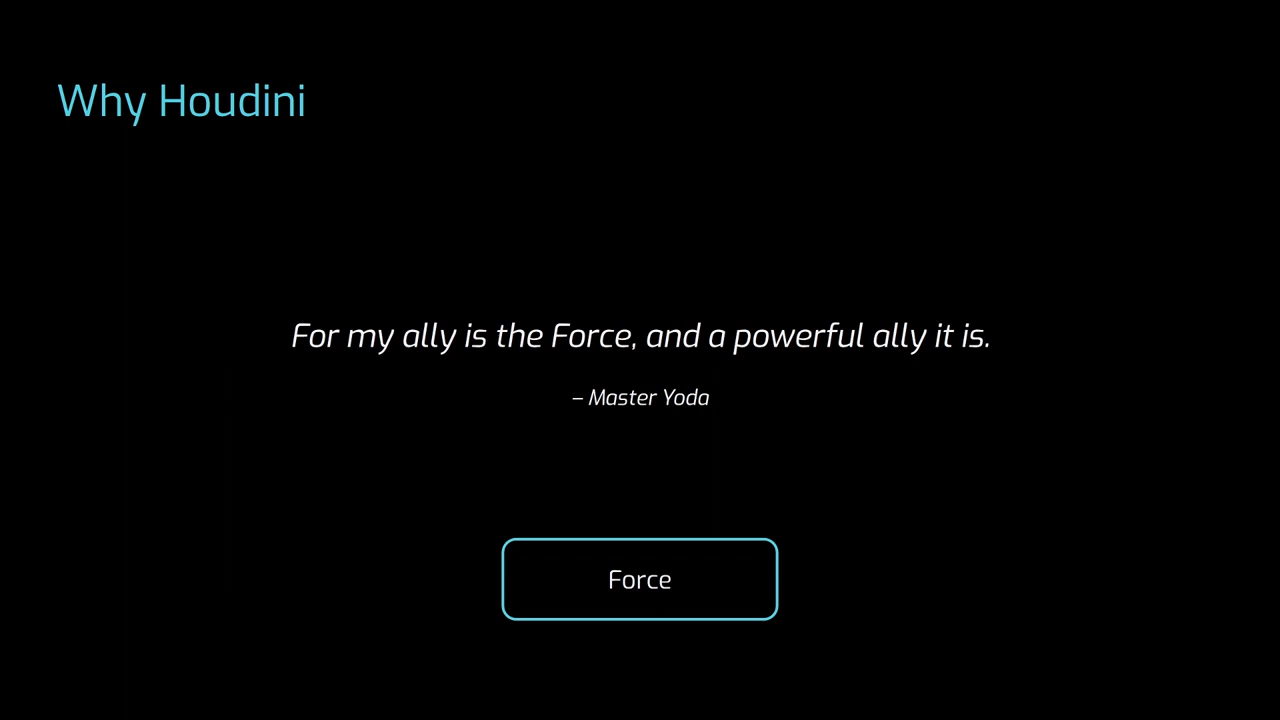 Why Houdini
For my ally is the Force, and a powerful ally it is.
– Master Yoda
Force